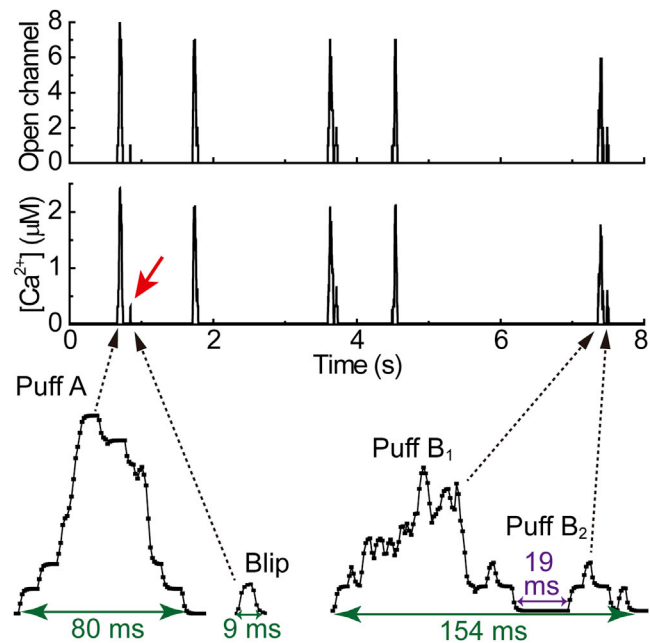 8
6
4
2
0
Open channel
2
1
0
[Ca²⁺] (μM)
0 2 4 6 8
Time (s)
Puff A
Puff B₁
Puff B₂
Blip
19
ms
80 ms
9 ms
154 ms